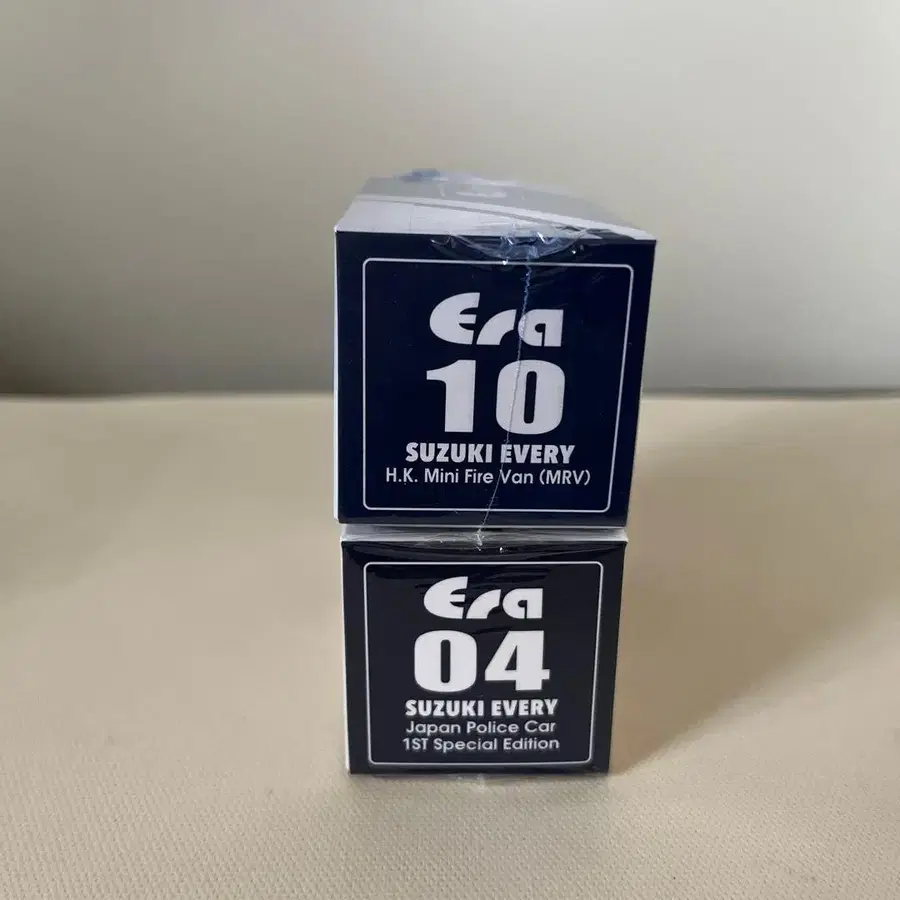 Era
10
SUZUKI EVERY
H.K. Mini Fire Van (MRV)
Era
04
SUZUKI EVERY
Japan Police Car
1ST Special Edition